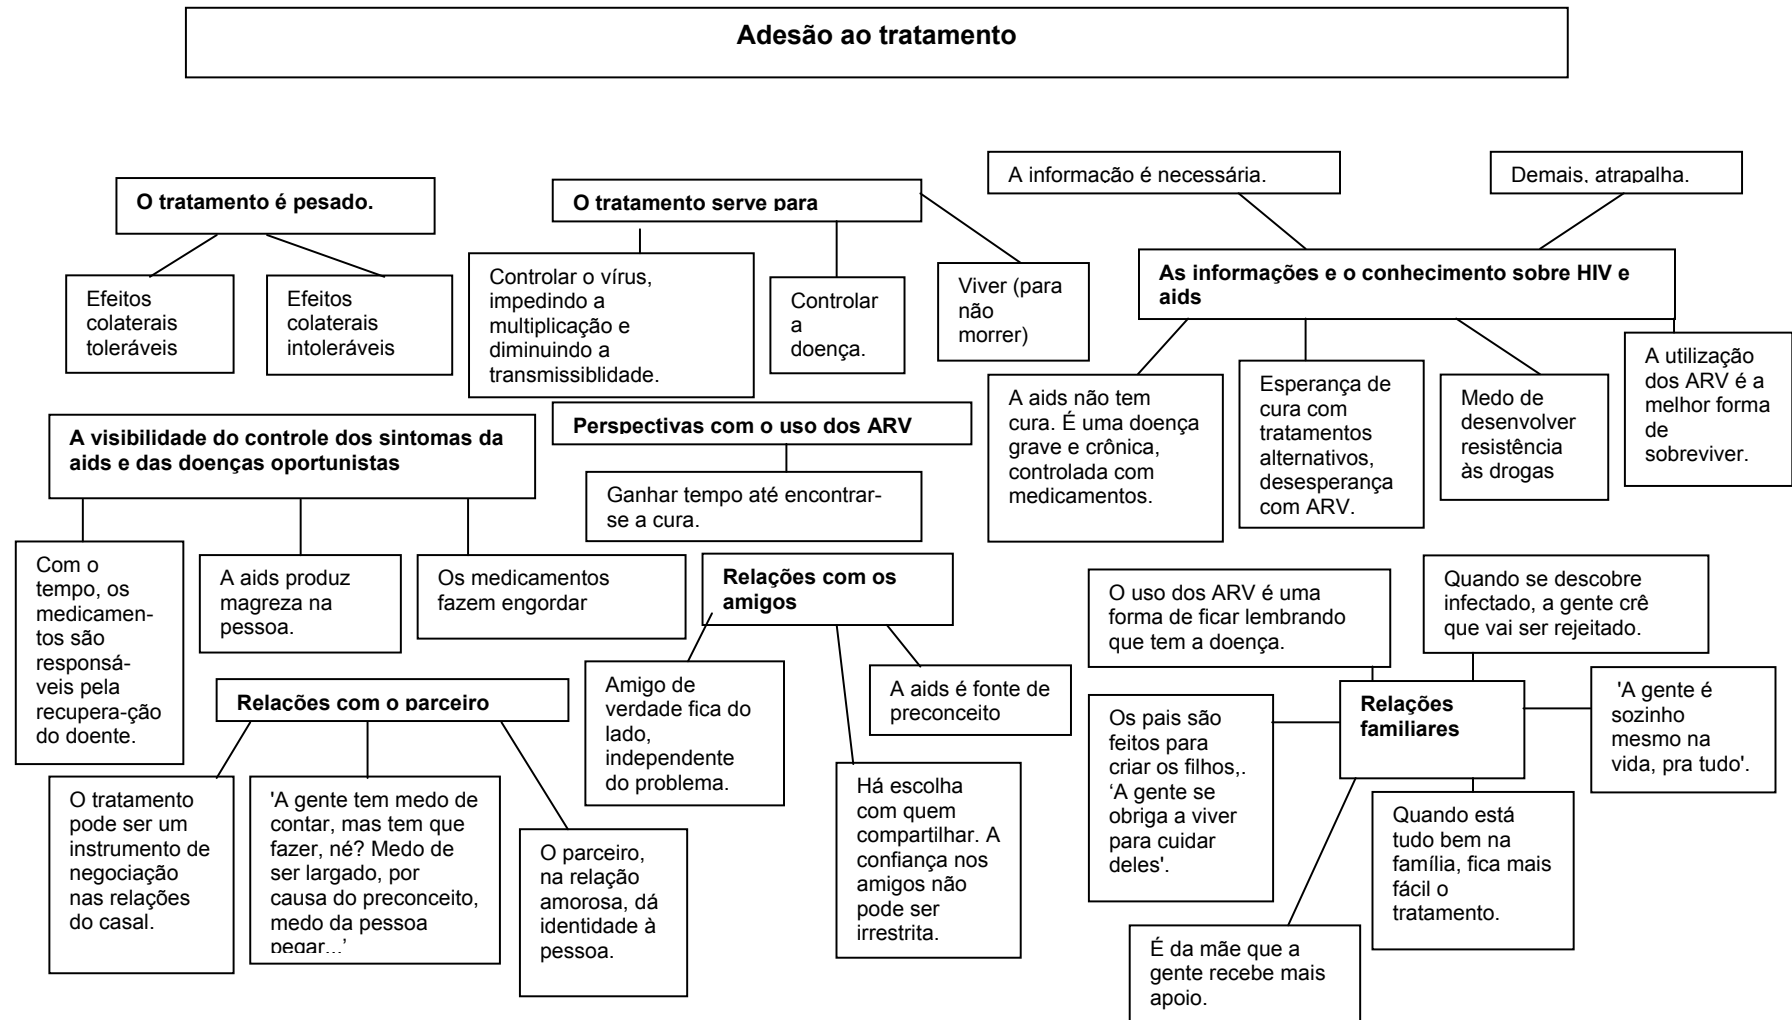 Adesão ao tratamento
O tratamento é pesado.
Efeitos
colaterais
toleráveis
Efeitos
colaterais
intoleráveis
O tratamento serve para
Controlar o vírus,
impedindo a
multiplicação e
diminuindo a
transmissiblidade.
Controlar
a
doença.
Viver (para
não
morrer)
A informação é necessária.
Demais, atrapalha.
As informações e o conhecimento sobre HIV e
aids
A aids não tem
cura. É uma doença
grave e crônica,
controlada com
medicamentos.
Esperança de
cura com
tratamentos
alternativos,
desesperança
com ARV.
Medo de
desenvolver
resistência
às drogas
A utilização
dos ARV é a
melhor forma
de
sobreviver.
A visibilidade do controle dos sintomas da
aids e das doenças oportunistas
Com o
tempo, os
medicamen-
tos são
responsá-
veis pela
recupera-ção
do doente.
A aids produz
magreza na
pessoa.
Os medicamentos
fazem engordar
Perspectivas com o uso dos ARV
Ganhar tempo até encontrar-
se a cura.
Relações com os
amigos
Amigo de
verdade fica do
lado,
independente
do problema.
Há escolha
com quem
compartilhar. A
confiança nos
amigos não
pode ser
irrestrita.
A aids é fonte de
preconceito
Relações com o parceiro
O tratamento
pode ser um
instrumento de
negociação
nas relações
do casal.
'A gente tem medo de
contar, mas tem que
fazer, né? Medo de
ser largado, por
causa do preconceito,
medo da pessoa
pegar...’
O parceiro,
na relação
amorosa, dá
identidade à
pessoa.
O uso dos ARV é uma
forma de ficar lembrando
que tem a doença.
Quando se descobre
infectado, a gente crê
que vai ser rejeitado.
Relações
familiares
Os pais são
feitos para
criar os filhos,.
‘A gente se
obriga a viver
para cuidar
deles'.
'A gente é
sozinho
mesmo na
vida, pra tudo'.
Quando está
tudo bem na
família, fica mais
fácil o
tratamento.
É da mãe que a
gente recebe mais
apoio.